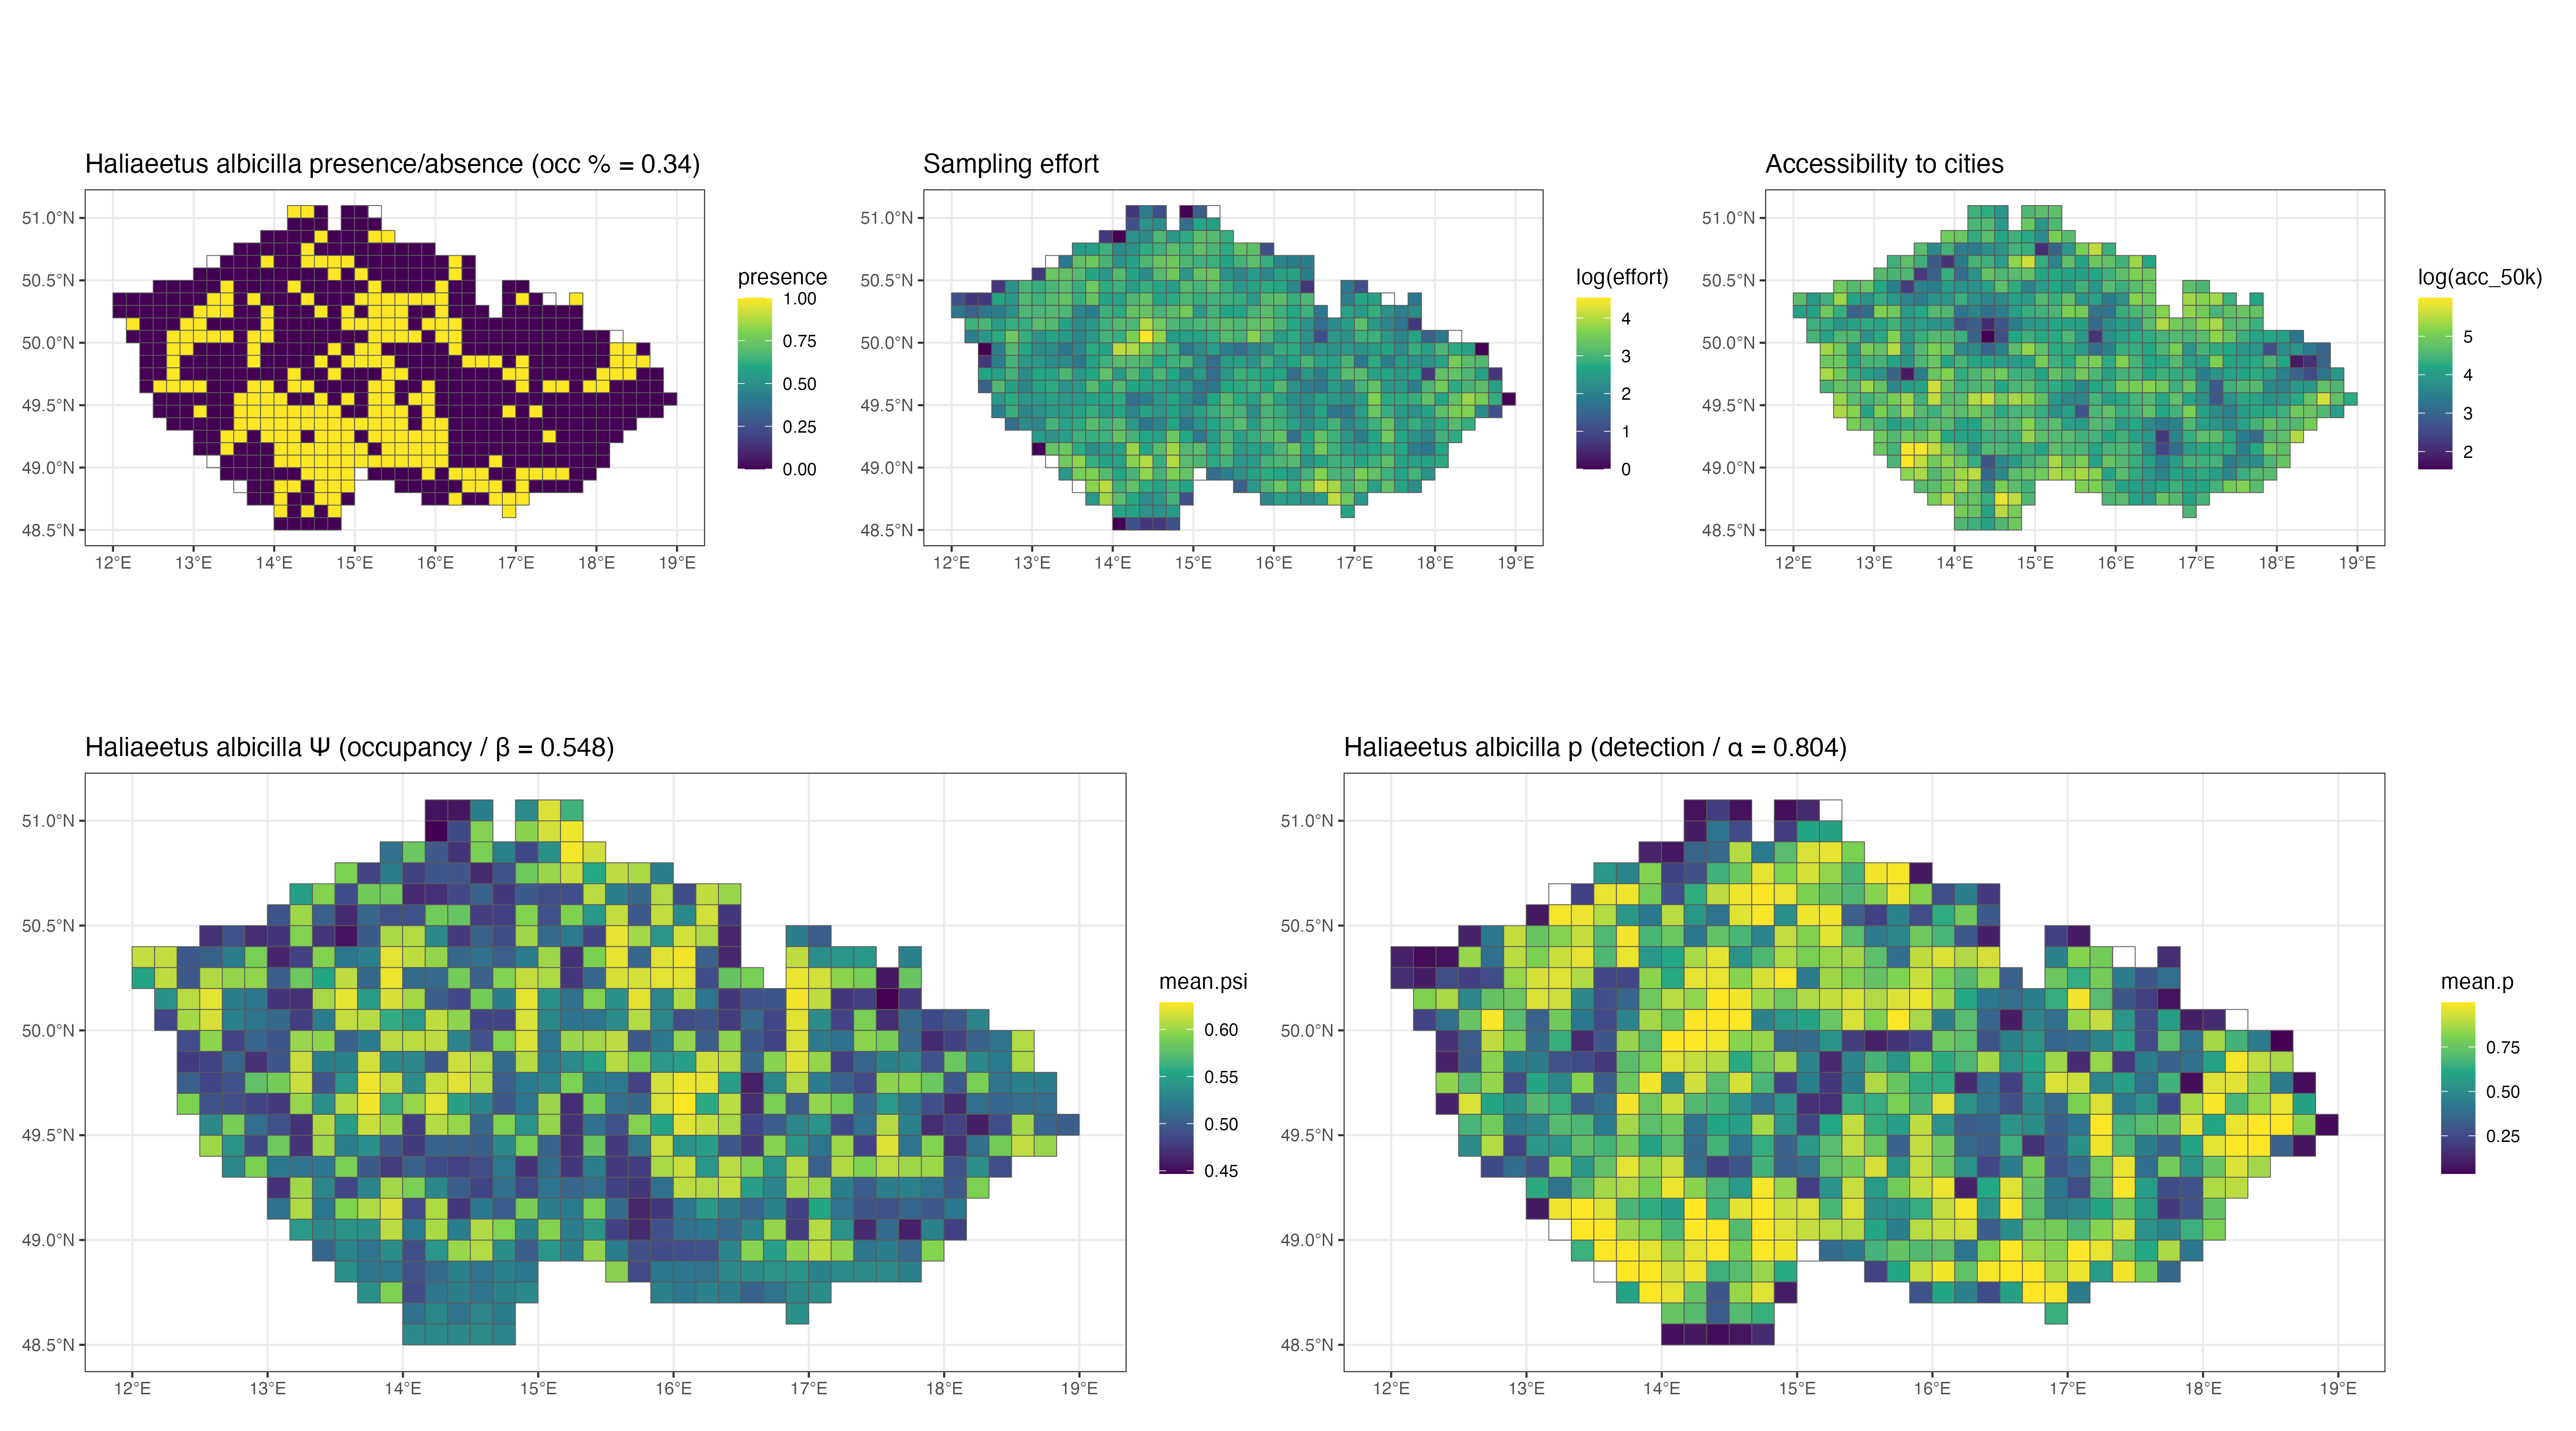 Haliaeetus albicilla presence/absence (occ % = 0.34)
51.0°N
50.5°N
50.0°N
49.5°N
49.0°N
48.5°N
12°E 13°E 14°E 15°E 16°E 17°E 18°E 19°E
presence
1.00
0.75
0.50
0.25
0.00
Sampling effort
51.0°N
50.5°N
50.0°N
49.5°N
49.0°N
48.5°N
12°E 13°E 14°E 15°E 16°E 17°E 18°E 19°E
log(effort)
4
3
2
1
0
Accessibility to cities
51.0°N
50.5°N
50.0°N
49.5°N
49.0°N
48.5°N
12°E 13°E 14°E 15°E 16°E 17°E 18°E 19°E
log(acc_50k)
5
4
3
2
Haliaeetus albicilla Ψ (occupancy / β = 0.548)
51.0°N
50.5°N
50.0°N
49.5°N
49.0°N
48.5°N
12°E 13°E 14°E 15°E 16°E 17°E 18°E 19°E
mean.psi
0.60
0.55
0.50
0.45
Haliaeetus albicilla p (detection / α = 0.804)
51.0°N
50.5°N
50.0°N
49.5°N
49.0°N
48.5°N
12°E 13°E 14°E 15°E 16°E 17°E 18°E 19°E
mean.p
0.75
0.50
0.25